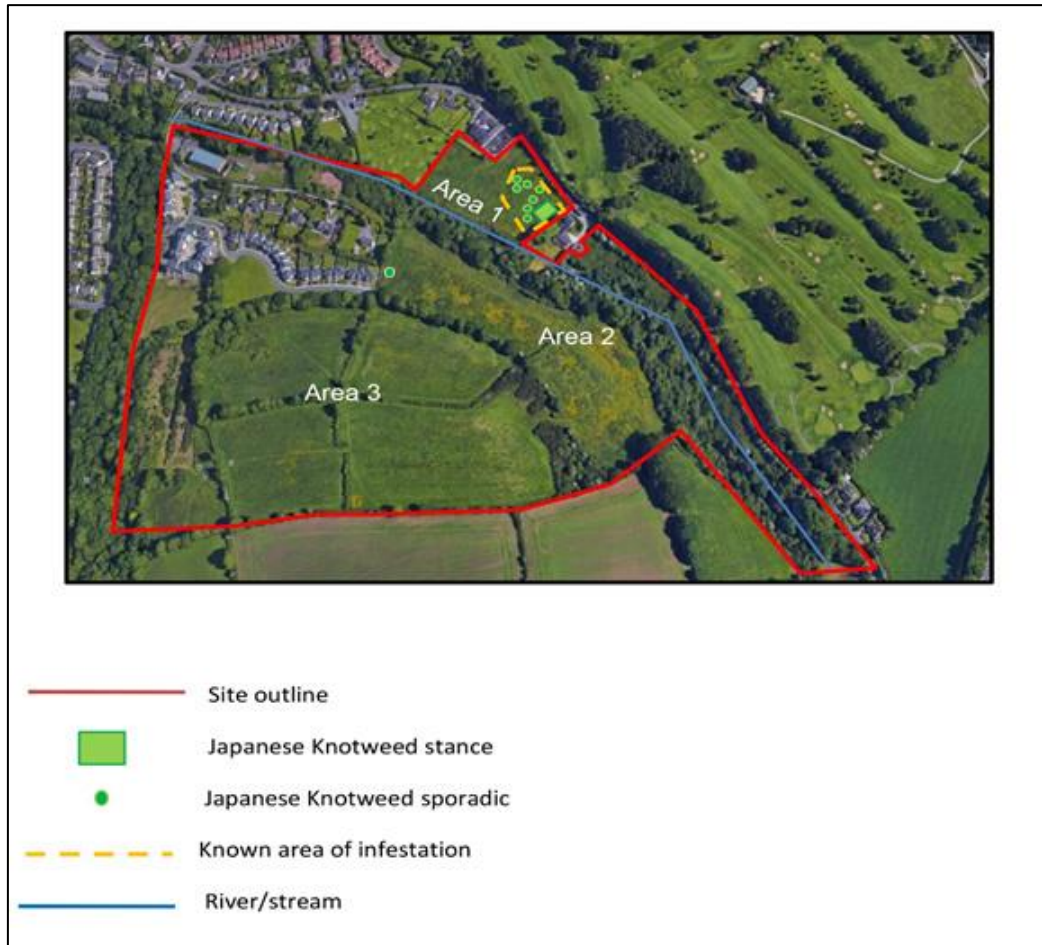 Area 1
Area 2
Area 3
Site outline
Japanese Knotweed stance
Japanese Knotweed sporadic
Known area of infestation
River/stream